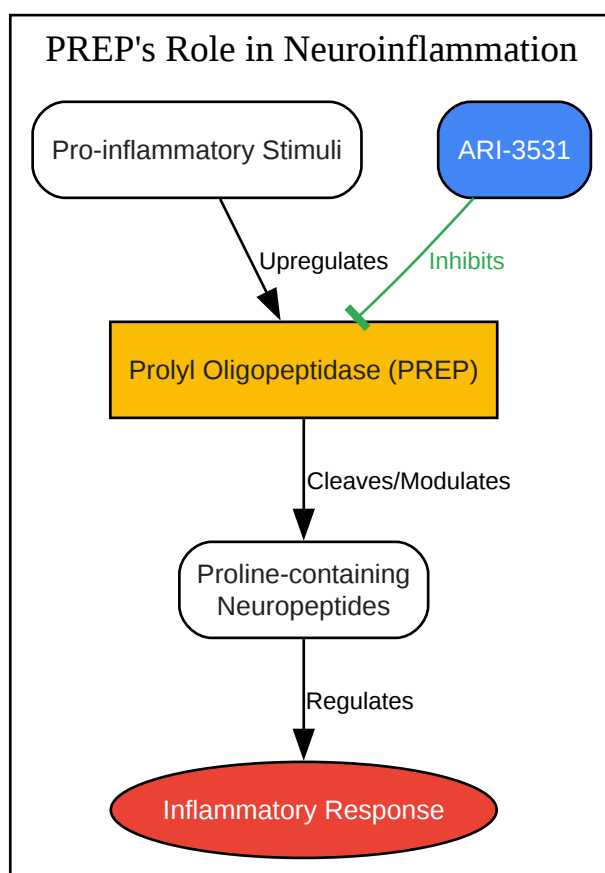 PREP's Role in Neuroinflammation
Pro-inflammatory Stimuli
ARI-3531
Upregulates
Inhibits
Prolyl Oligopeptidase (PREP)
Cleaves/Modulates
Proline-containing
Neuropeptides
Regulates
Inflammatory Response